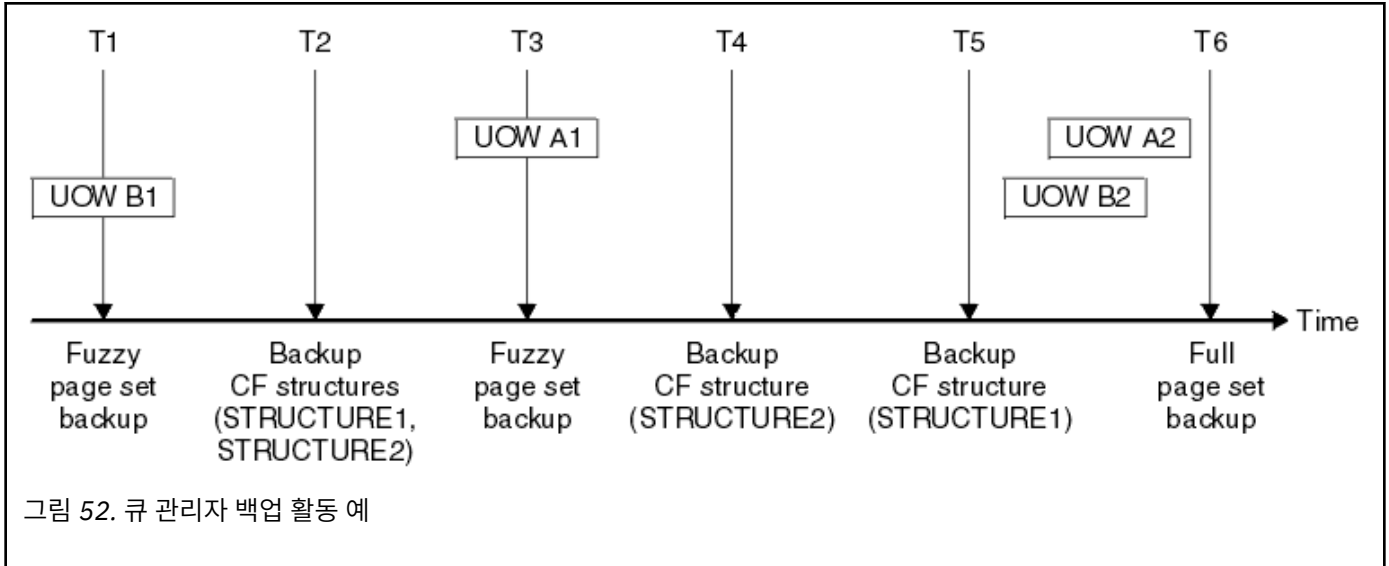 T1 T2 T3 T4 T5 T6
UOW A1 UOW A2
UOW B1 UOW B2
Time
Fuzzy page set backup
Backup CF structures (STRUCTURE1, STRUCTURE2)
Fuzzy page set backup
Backup CF structure (STRUCTURE2)
Backup CF structure (STRUCTURE1)
Full page set backup
그림 52. 큐 관리자 백업 활동 예